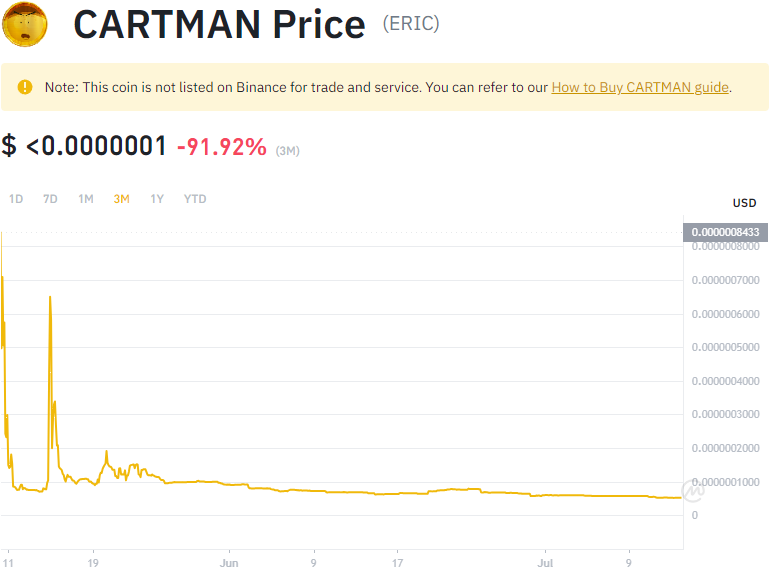 CARTMAN Price (ERIC)
Note: This coin is not listed on Binance for trade and service. You can refer to our How to Buy CARTMAN guide.
$ <0.0000001 -91.92% (3M)
1D 7D 1M 3M 1Y YTD
USD
0.0000008433
0.0000008000
0.0000007000
0.0000006000
0.0000005000
0.0000004000
0.0000003000
0.0000002000
0.0000001000
0
11 19 Jun 9 17 Jul 9